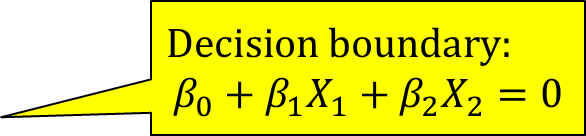 Decision boundary:
β₀ + β₁X₁ + β₂X₂ = 0